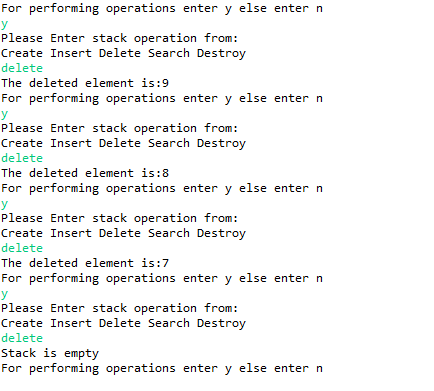 For performing operations enter y else enter n
y
Please Enter stack operation from:
Create Insert Delete Search Destroy
delete
The deleted element is:9
For performing operations enter y else enter n
y
Please Enter stack operation from:
Create Insert Delete Search Destroy
delete
The deleted element is:8
For performing operations enter y else enter n
y
Please Enter stack operation from:
Create Insert Delete Search Destroy
delete
The deleted element is:7
For performing operations enter y else enter n
y
Please Enter stack operation from:
Create Insert Delete Search Destroy
delete
Stack is empty
For performing operations enter y else enter n